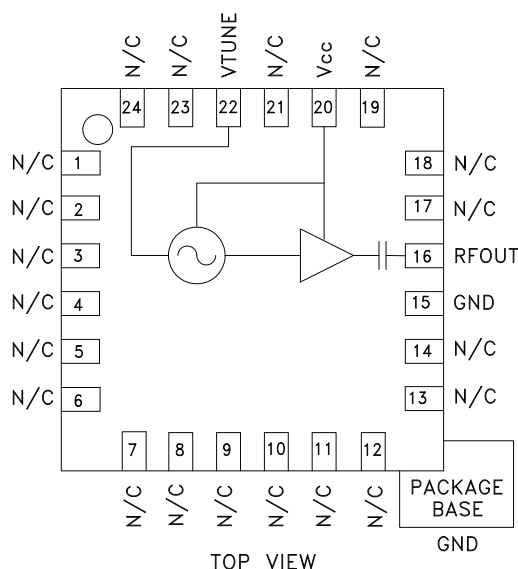 N/C
N/C
VTUNE
N/C
Vcc
N/C
24
23
22
21
20
19
N/C 1
18 N/C
N/C 2
17 N/C
N/C 3
16 RFOUT
N/C 4
15 GND
N/C 5
14 N/C
N/C 6
13 N/C
7
8
9
10
11
12
N/C
N/C
N/C
N/C
N/C
N/C
PACKAGE
BASE
GND
TOP VIEW